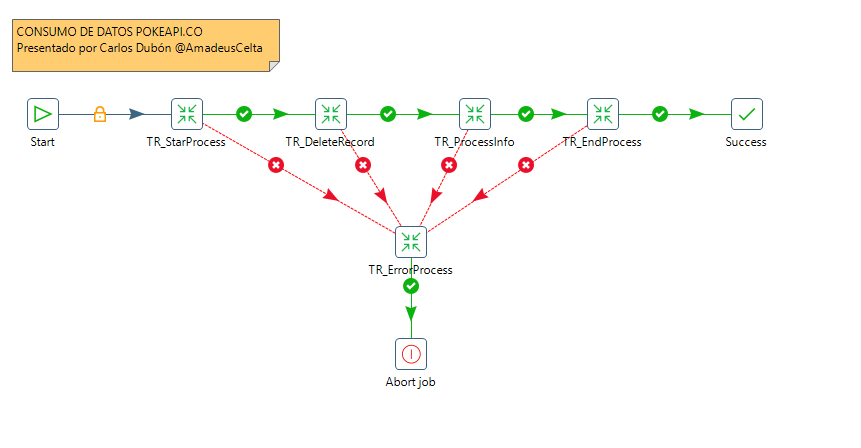 CONSUMO DE DATOS POKEAPI.CO
Presentado por Carlos Dubón @AmadeusCelta
Start
TR_StarProcess
TR_DeleteRecord
TR_ProcessInfo
TR_EndProcess
Success
TR_ErrorProcess
Abort job